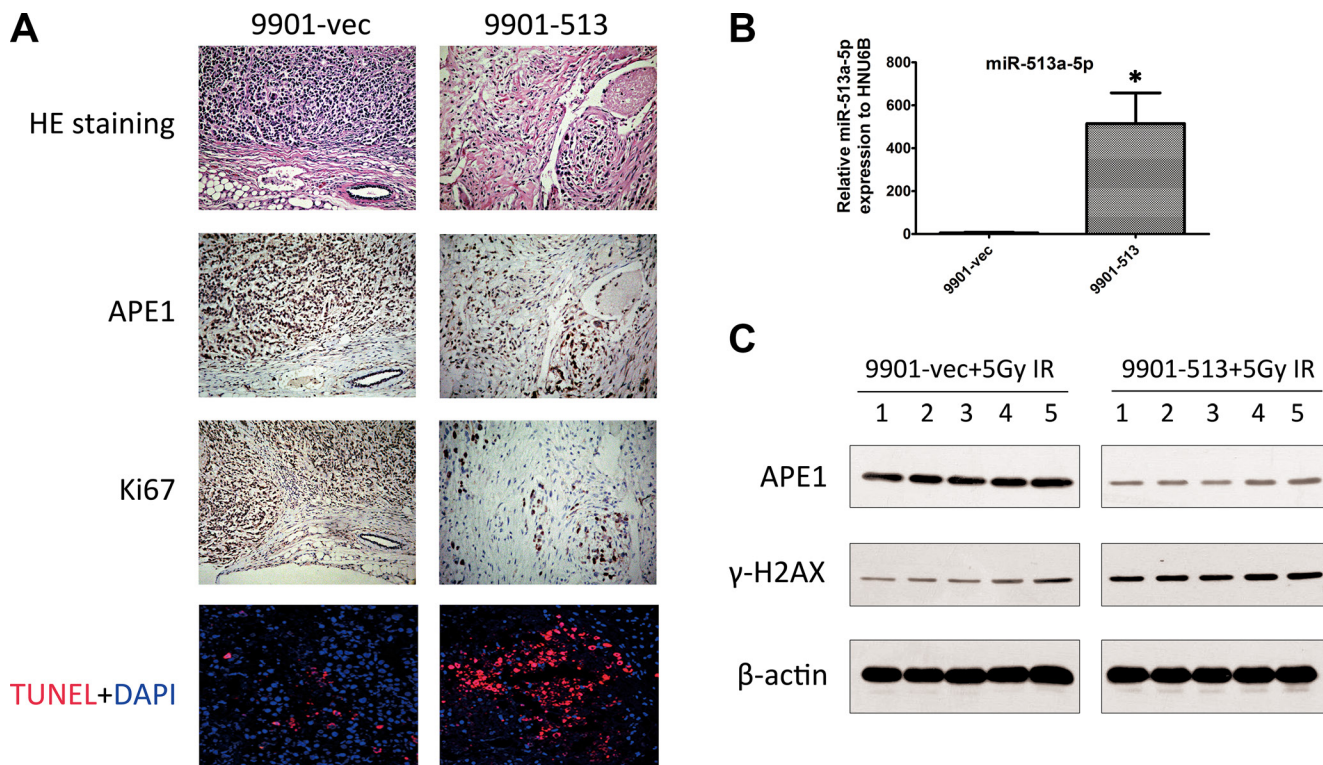 A
9901-vec 9901-513
HE staining
APE1
Ki67
TUNEL+DAPI
B
miR-513a-5p
*
Relative miR-513a-5p
expression to HNU6B
800
600
400
200
0
9901-vec
9901-513
C
9901-vec+5Gy IR 9901-513+5Gy IR
1 2 3 4 5 1 2 3 4 5
APE1
γ-H2AX
β-actin